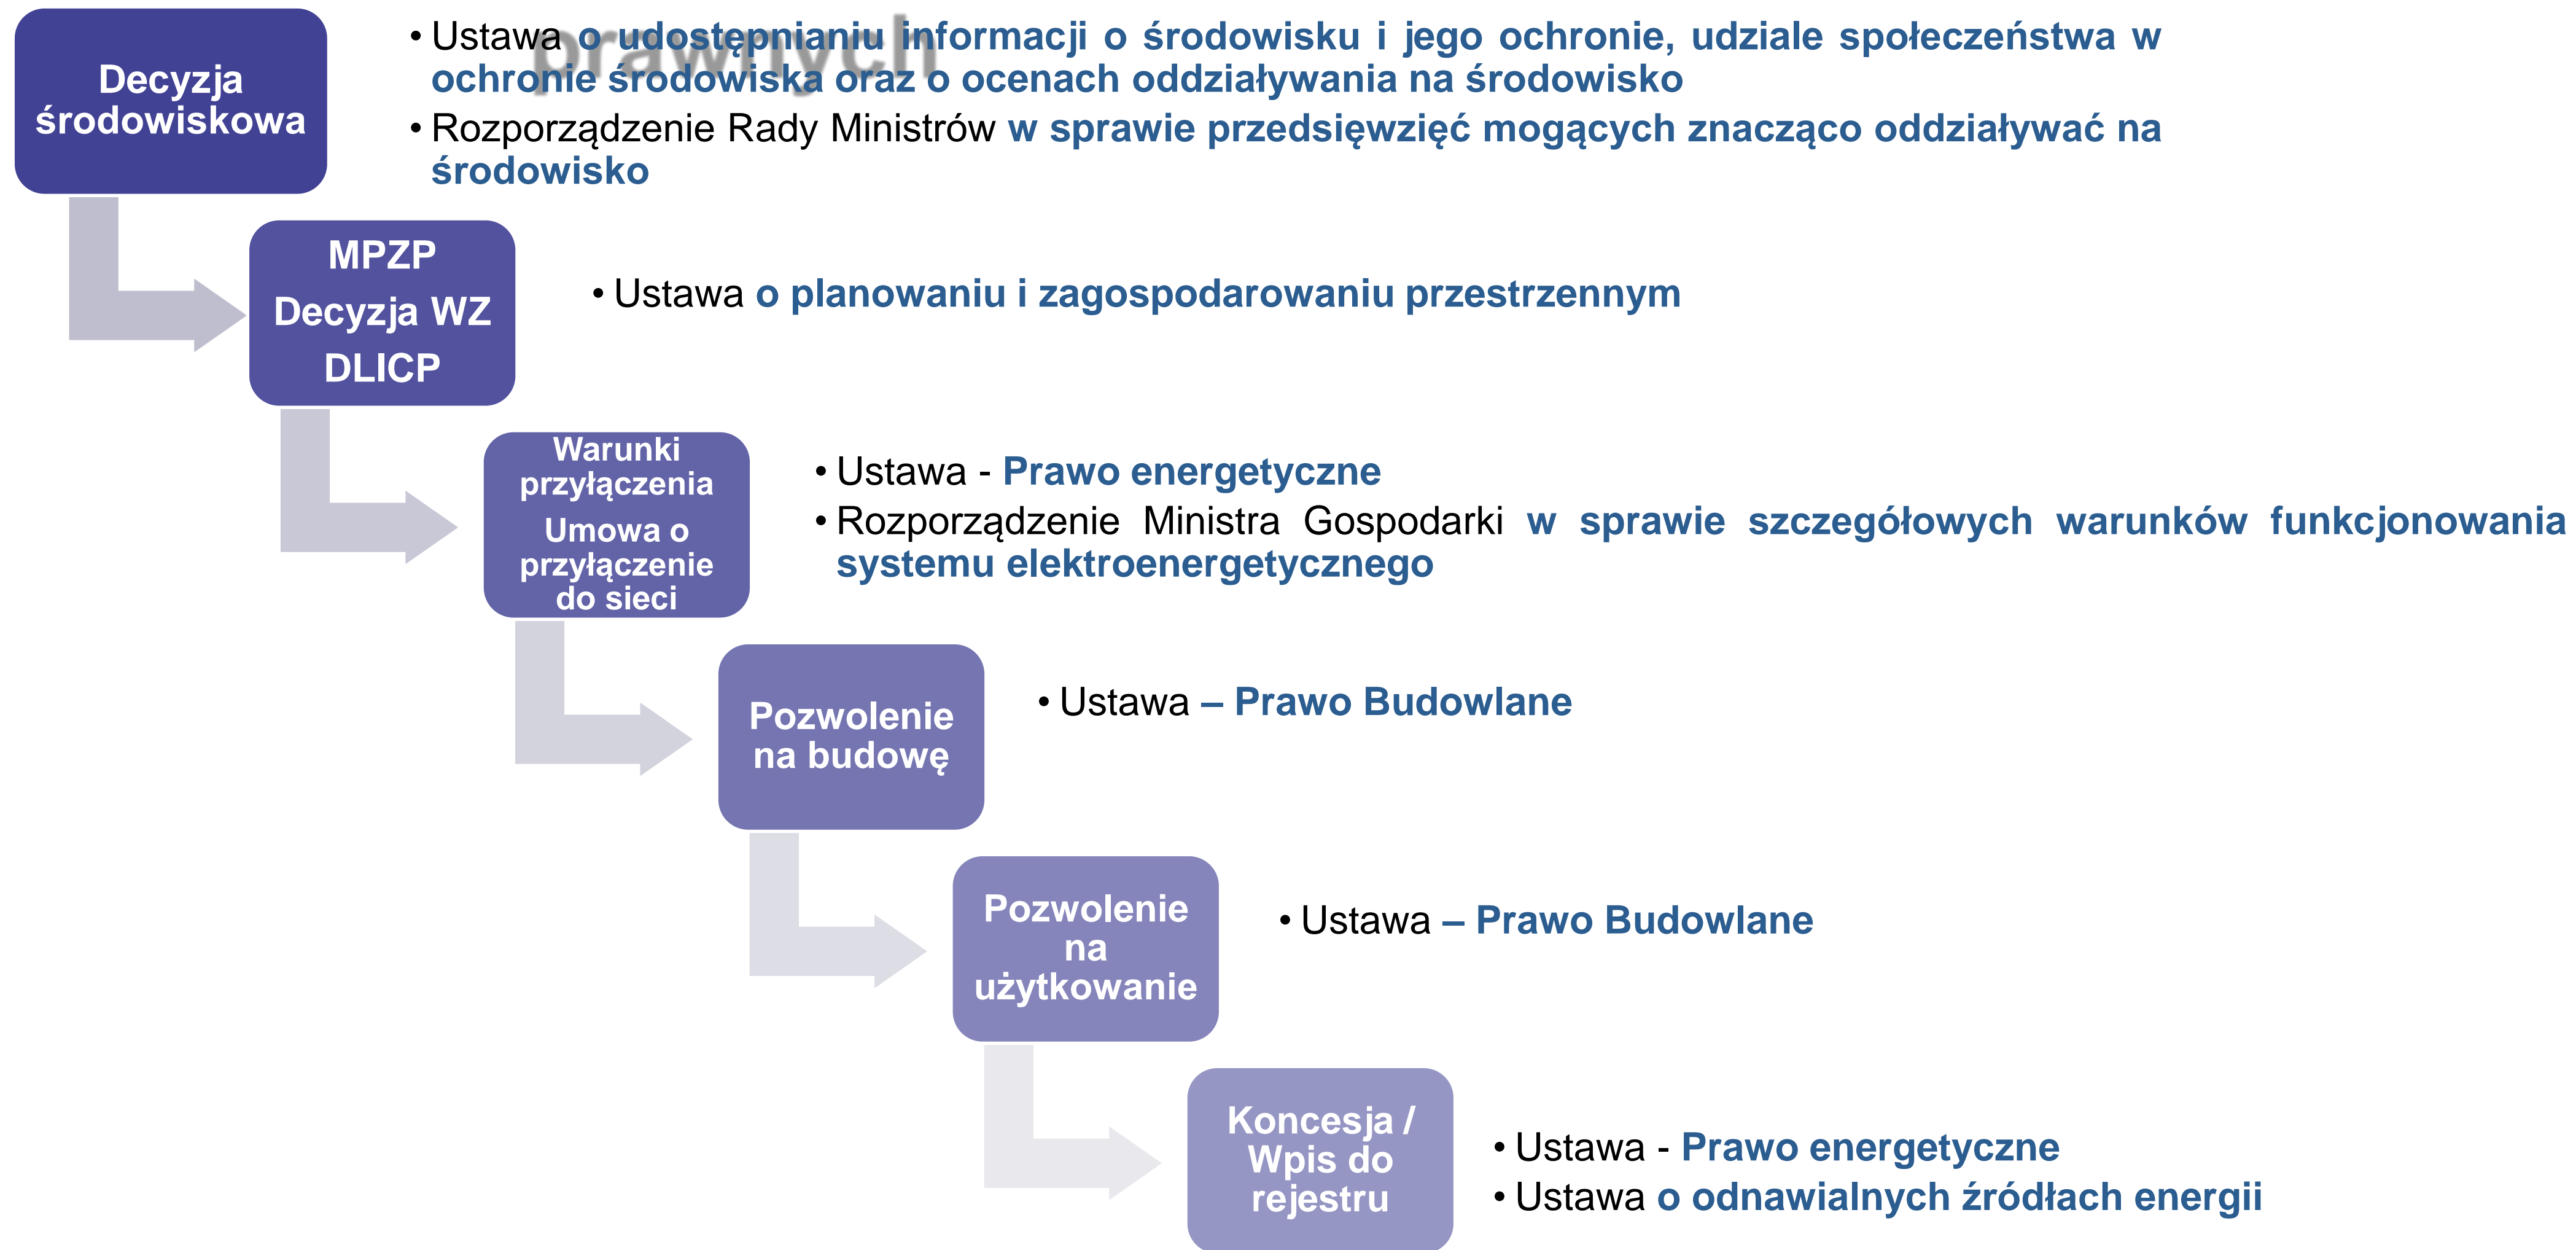 prawnych
Decyzja
środowiskowa
• Ustawa o udostępnianiu informacji o środowisku i jego ochronie, udziale społeczeństwa w
ochronie środowiska oraz o ocenach oddziaływania na środowisko
• Rozporządzenie Rady Ministrów w sprawie przedsięwzięć mogących znacząco oddziaływać na
środowisko
MPZP
Decyzja WZ
DLICP
• Ustawa o planowaniu i zagospodarowaniu przestrzennym
Warunki
przyłączenia
Umowa o
przyłączenie
do sieci
• Ustawa - Prawo energetyczne
• Rozporządzenie Ministra Gospodarki w sprawie szczegółowych warunków funkcjonowania
systemu elektroenergetycznego
Pozwolenie
na budowę
• Ustawa – Prawo Budowlane
Pozwolenie
na
użytkowanie
• Ustawa – Prawo Budowlane
Koncesja /
Wpis do
rejestru
• Ustawa - Prawo energetyczne
• Ustawa o odnawialnych źródłach energii